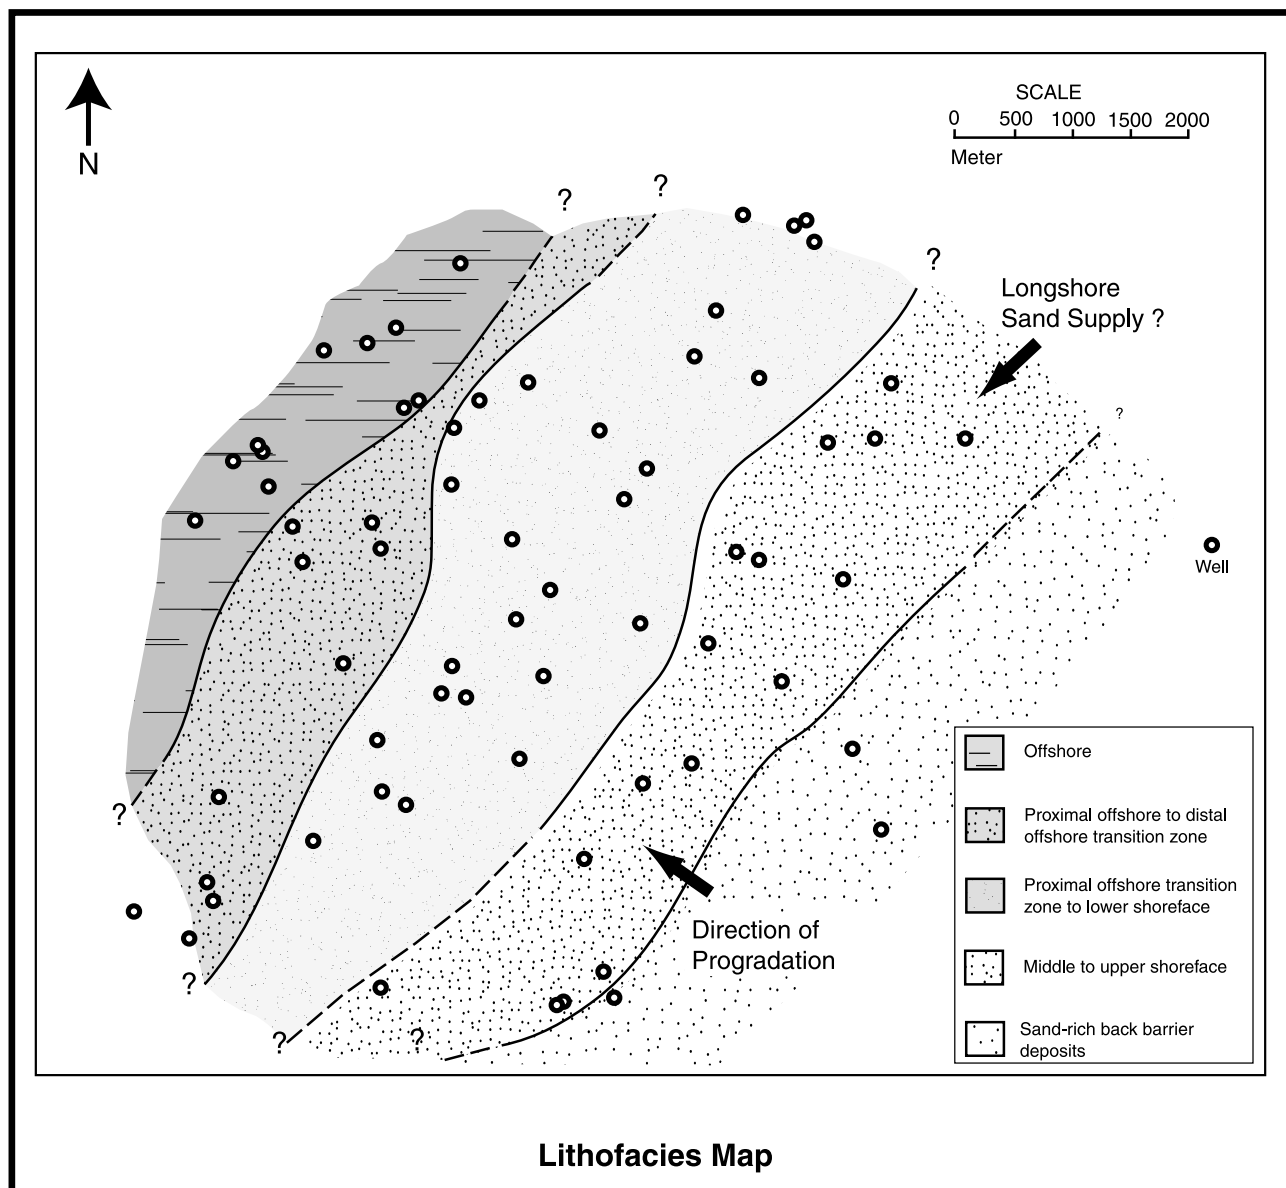 SCALE
0 500 1000 1500 2000
Meter
N
?
?
?
Longshore
Sand Supply ?
?
Well
Offshore
Proximal offshore to distal
offshore transition zone
?
Proximal offshore transition
zone to lower shoreface
Direction of
Progradation
Middle to upper shoreface
?
Sand-rich back barrier
deposits
?
?
Lithofacies Map